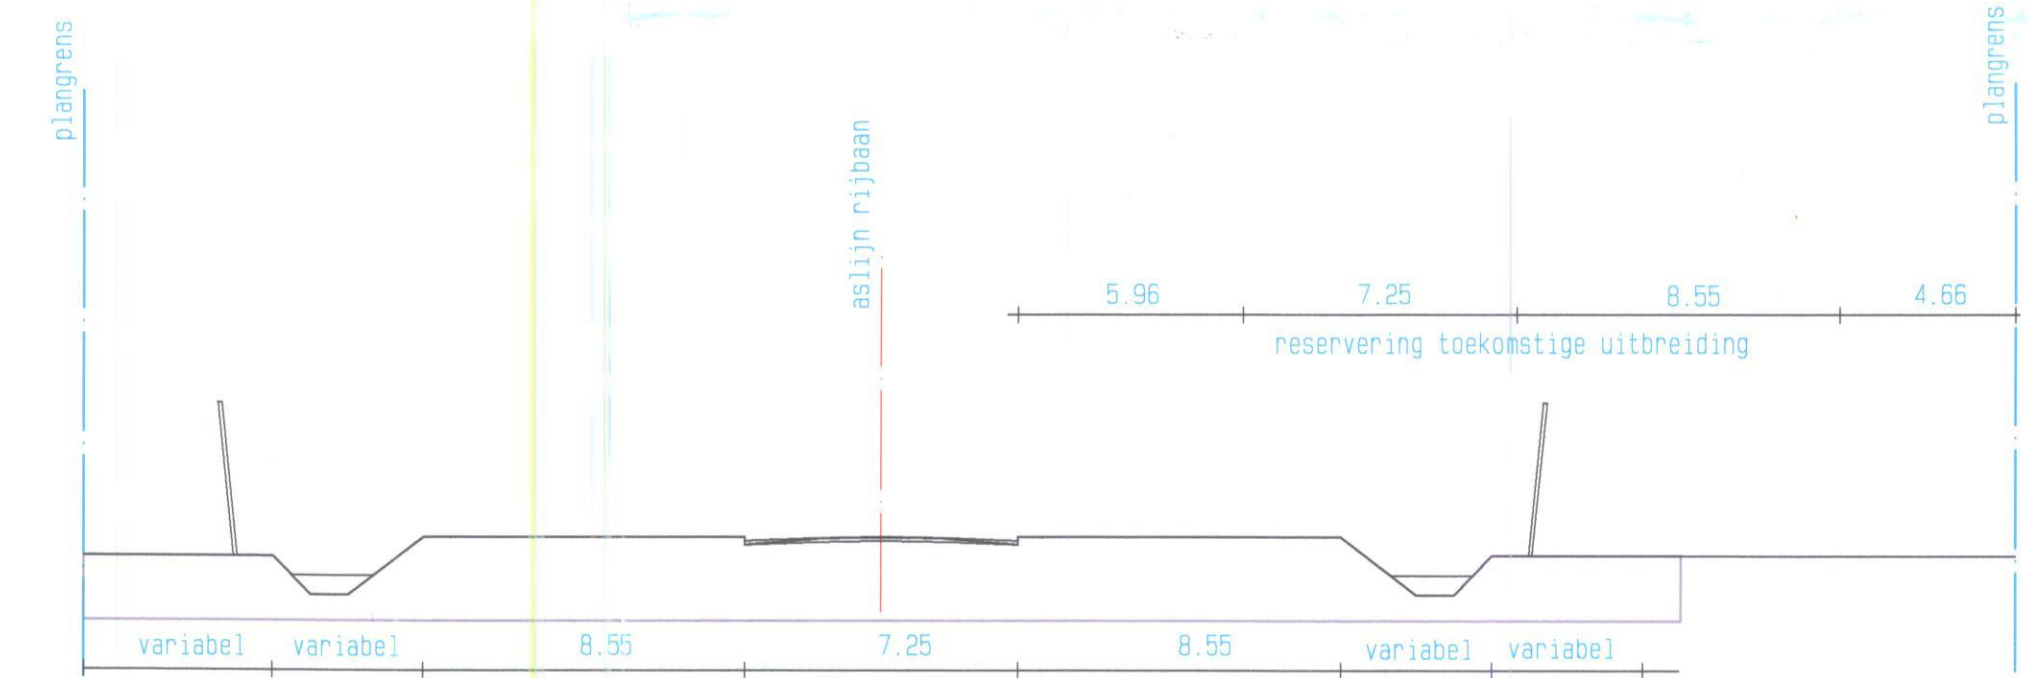 plangrens
plangrens
aslijn rijbaan
5.96 7.25 8.55 4.66
reservering toekomstige uitbreiding
variabel variabel 8.55 7.25 8.55 variabel variabel